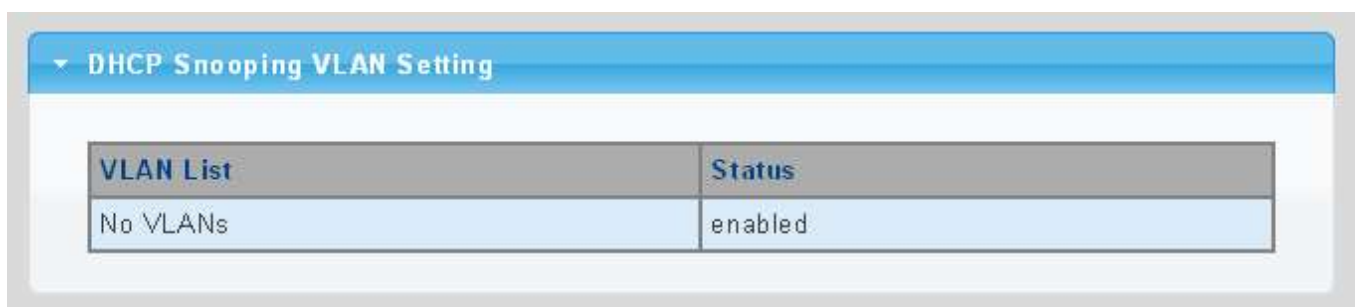 DHCP Snooping VLAN Setting
VLAN List Status
No VLANs enabled